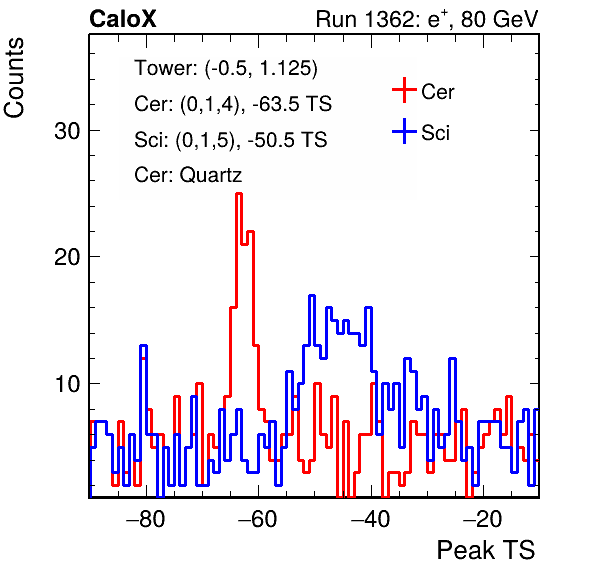 CaloX
Run 1362: e⁺, 80 GeV
Counts
Tower: (-0.5, 1.125)
Cer: (0,1,4), -63.5 TS
Sci: (0,1,5), -50.5 TS
Cer: Quartz
Cer
Sci
30
20
10
−80 −60 −40 −20
Peak TS